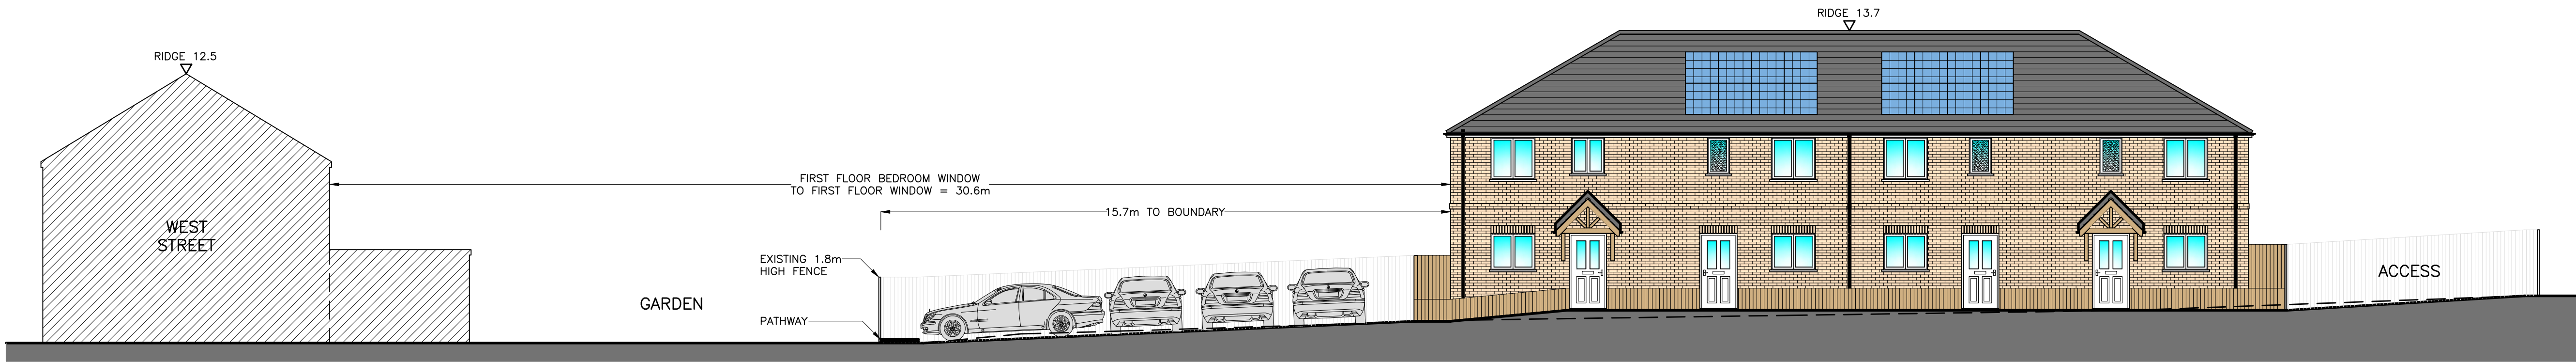 RIDGE 12.5
WEST
STREET
FIRST FLOOR BEDROOM WINDOW
TO FIRST FLOOR WINDOW = 30.6m
15.7m TO BOUNDARY
EXISTING 1.8m
HIGH FENCE
GARDEN
PATHWAY
RIDGE 13.7
ACCESS